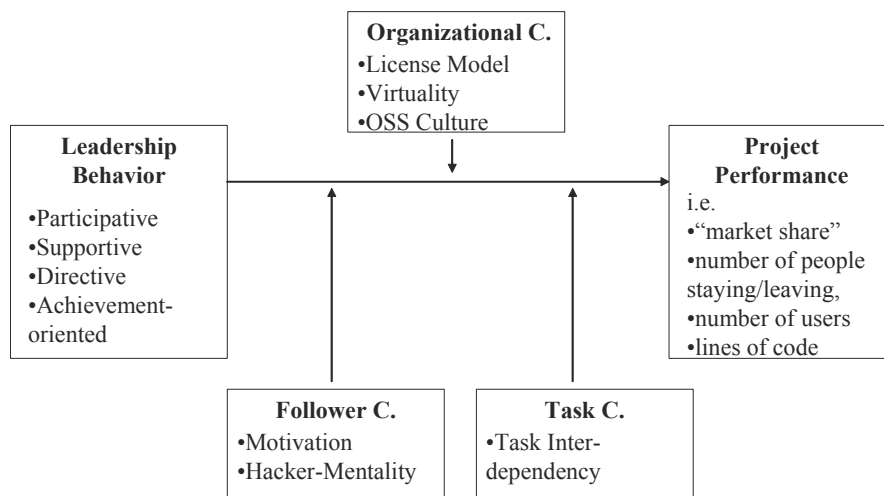 Organizational C.
•License Model
•Virtuality
•OSS Culture
Leadership
Behavior
•Participative
•Supportive
•Directive
•Achievement-
oriented
Project
Performance
i.e.
•“market share”
•number of people
staying/leaving,
•number of users
•lines of code
Follower C.
•Motivation
•Hacker-Mentality
Task C.
•Task Inter-
dependency